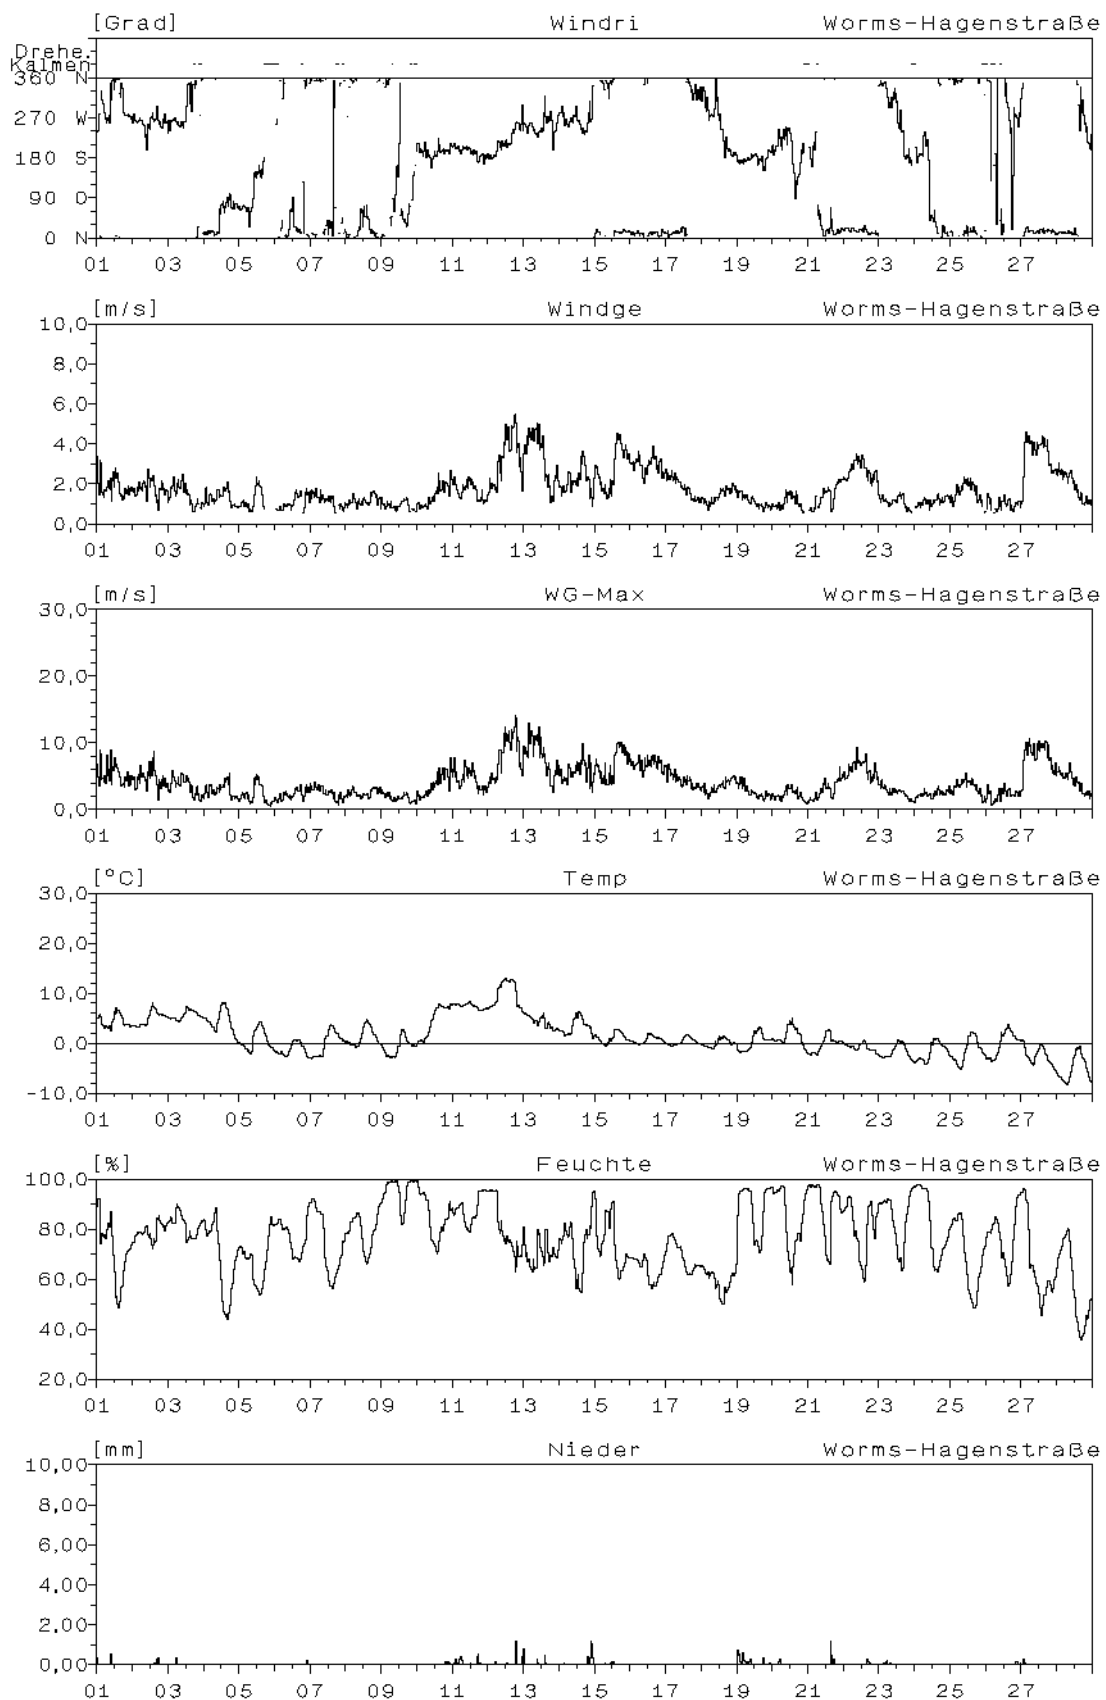 [Grad] Windri Worms-Hagenstraße
Drehe.
Kalmen
360 N
270 W
180 S
90 O
0 N
01 03 05 07 09 11 13 15 17 19 21 23 25 27
[m/s] Windge Worms-Hagenstraße
10,0
8,0
6,0
4,0
2,0
0,0
01 03 05 07 09 11 13 15 17 19 21 23 25 27
[m/s] WG-Max Worms-Hagenstraße
30,0
20,0
10,0
0,0
01 03 05 07 09 11 13 15 17 19 21 23 25 27
[°C] Temp Worms-Hagenstraße
30,0
20,0
10,0
0,0
-10,0
01 03 05 07 09 11 13 15 17 19 21 23 25 27
[%] Feuchte Worms-Hagenstraße
100,0
80,0
60,0
40,0
20,0
01 03 05 07 09 11 13 15 17 19 21 23 25 27
[mm] Nieder Worms-Hagenstraße
10,00
8,00
6,00
4,00
2,00
0,00
01 03 05 07 09 11 13 15 17 19 21 23 25 27